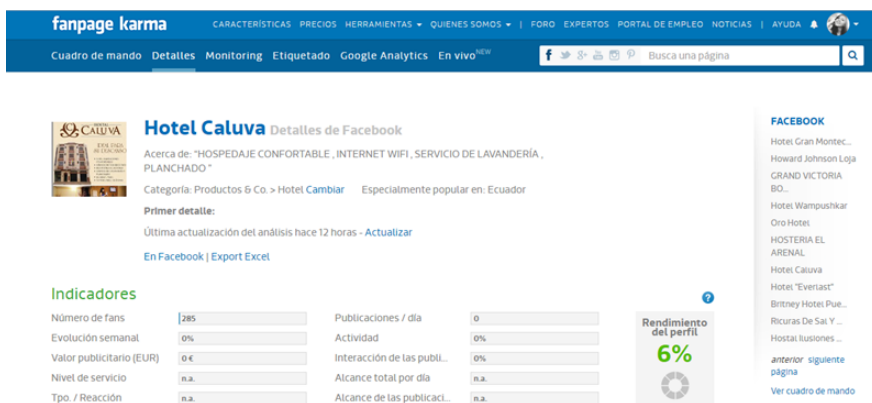 fanpage karma
CARACTERÍSTICAS PRECIOS HERRAMIENTAS QUIENES SOMOS | FORO EXPERTOS PORTAL DE EMPLEO NOTICIAS | AYUDA
Cuadro de mando Detalles Monitoring Etiquetado Google Analytics En vivo NEW
Busca una página
CALUVA
Hotel Caluva Detalles de Facebook
Acerca de: "HOSPEDAJE CONFORTABLE , INTERNET WIFI , SERVICIO DE LAVANDERÍA ,
PLANCHADO "
Categoría: Productos & Co. > Hotel Cambiar Especialmente popular en: Ecuador
Primer detalle:
Última actualización del análisis hace 12 horas - Actualizar
En Facebook | Export Excel
Indicadores
Número de fans 285
Evolución semanal 0%
Valor publicitario (EUR) 0 €
Nivel de servicio n.a.
Tpo. / Reacción n.a.
Publicaciones / día 0
Actividad 0%
Interacción de las publi... 0%
Alcance total por día n.a.
Alcance de las publicaci... n.a.
?
Rendimiento
del perfil
6%
FACEBOOK
Hotel Gran Montec...
Howard Johnson Loja
GRAND VICTORIA
BO...
Hotel Wampushkar
Oro Hotel
HOSTERIA EL
ARENAL
Hotel Caluva
Hotel "Everlast"
Britney Hotel Pue...
Ricuras De Sal Y ...
Hostal Ilusiones ...
anterior siguiente
página
Ver cuadro de mando